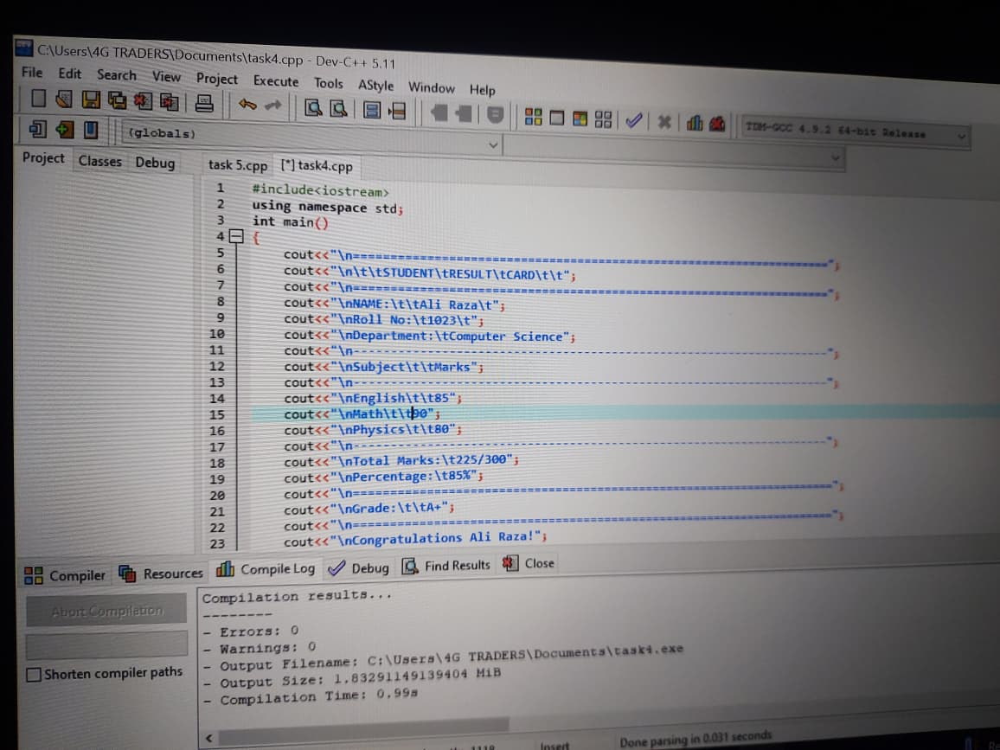 C:\Users\4G TRADERS\Documents\task4.cpp - Dev-C++ 5.11
File Edit Search View Project Execute Tools AStyle Window Help
TDM-GCC 4.9.2 64-bit Release
(globals)
Project Classes Debug
task 5.cpp [*] task4.cpp
1 #include<iostream>
2 using namespace std;
3 int main()
4 {
5 cout<<"\n=============================================================================";
6 cout<<"\n\t\tSTUDENT\tRESULT\tCARD\t\t";
7 cout<<"\n=============================================================================";
8 cout<<"\nNAME:\t\tAli Raza\t";
9 cout<<"\nRoll No:\t1023\t";
10 cout<<"\nDepartment:\tComputer Science";
11 cout<<"\n-----------------------------------------------------------------------------";
12 cout<<"\nSubject\t\tMarks";
13 cout<<"\n-----------------------------------------------------------------------------";
14 cout<<"\nEnglish\t\t85";
15 cout<<"\nMath\t\t90";
16 cout<<"\nPhysics\t\t80";
17 cout<<"\n-----------------------------------------------------------------------------";
18 cout<<"\nTotal Marks:\t225/300";
19 cout<<"\nPercentage:\t85%";
20 cout<<"\n=============================================================================";
21 cout<<"\nGrade:\t\tA+";
22 cout<<"\n=============================================================================";
23 cout<<"\nCongratulations Ali Raza!";
Compiler Resources Compile Log Debug Find Results Close
Abort Compilation
Shorten compiler paths
Compilation results...
--------
- Errors: 0
- Warnings: 0
- Output Filename: C:\Users\4G TRADERS\Documents\task4.exe
- Output Size: 1.83291149139404 MiB
- Compilation Time: 0.99s
Insert Done parsing in 0.031 seconds